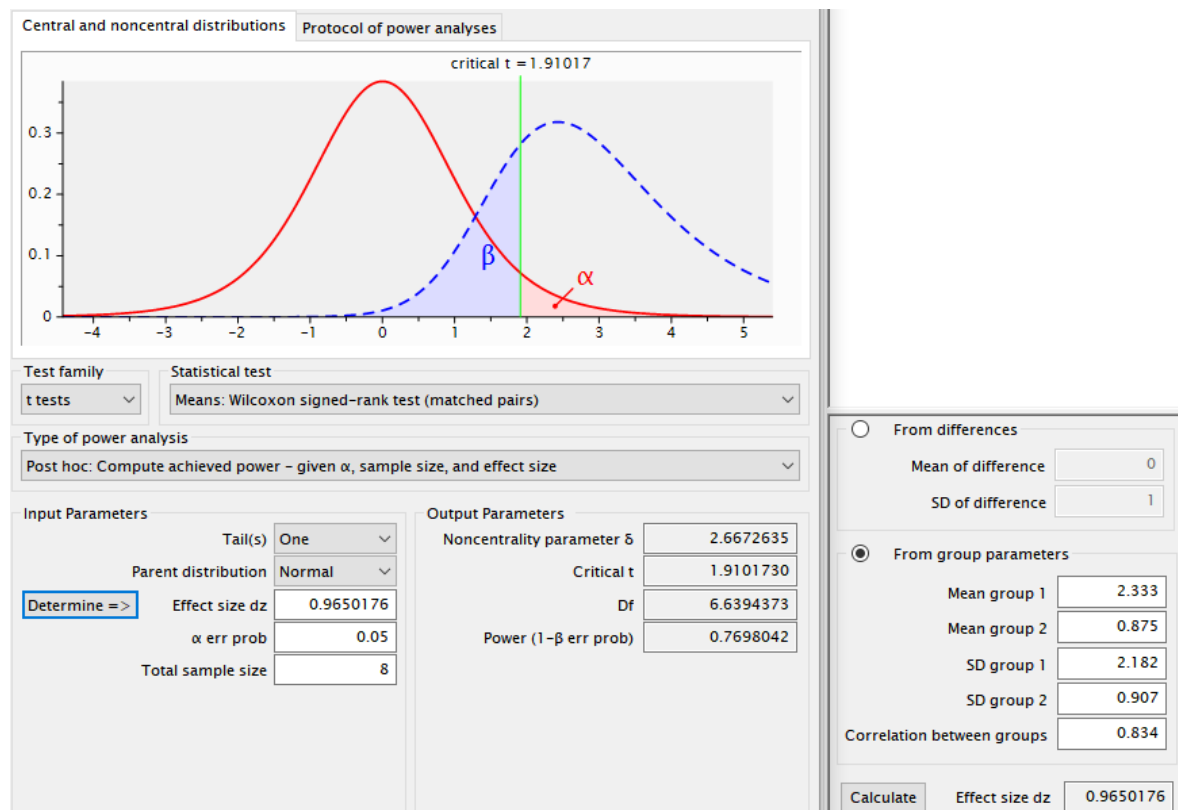 Central and noncentral distributions
Protocol of power analyses
critical t =1.91017
0.3
0.2
0.1
0
β
α
-4 -3 -2 -1 0 1 2 3 4 5
Test family
Statistical test
t tests
Means: Wilcoxon signed-rank test (matched pairs)
Type of power analysis
Post hoc: Compute achieved power - given α, sample size, and effect size
Input Parameters
Tail(s) One
Parent distribution Normal
Determine => Effect size dz 0.9650176
α err prob 0.05
Total sample size 8
Output Parameters
Noncentrality parameter δ 2.6672635
Critical t 1.9101730
Df 6.6394373
Power (1-β err prob) 0.7698042
From differences
Mean of difference 0
SD of difference 1
From group parameters
Mean group 1 2.333
Mean group 2 0.875
SD group 1 2.182
SD group 2 0.907
Correlation between groups 0.834
Calculate Effect size dz 0.9650176